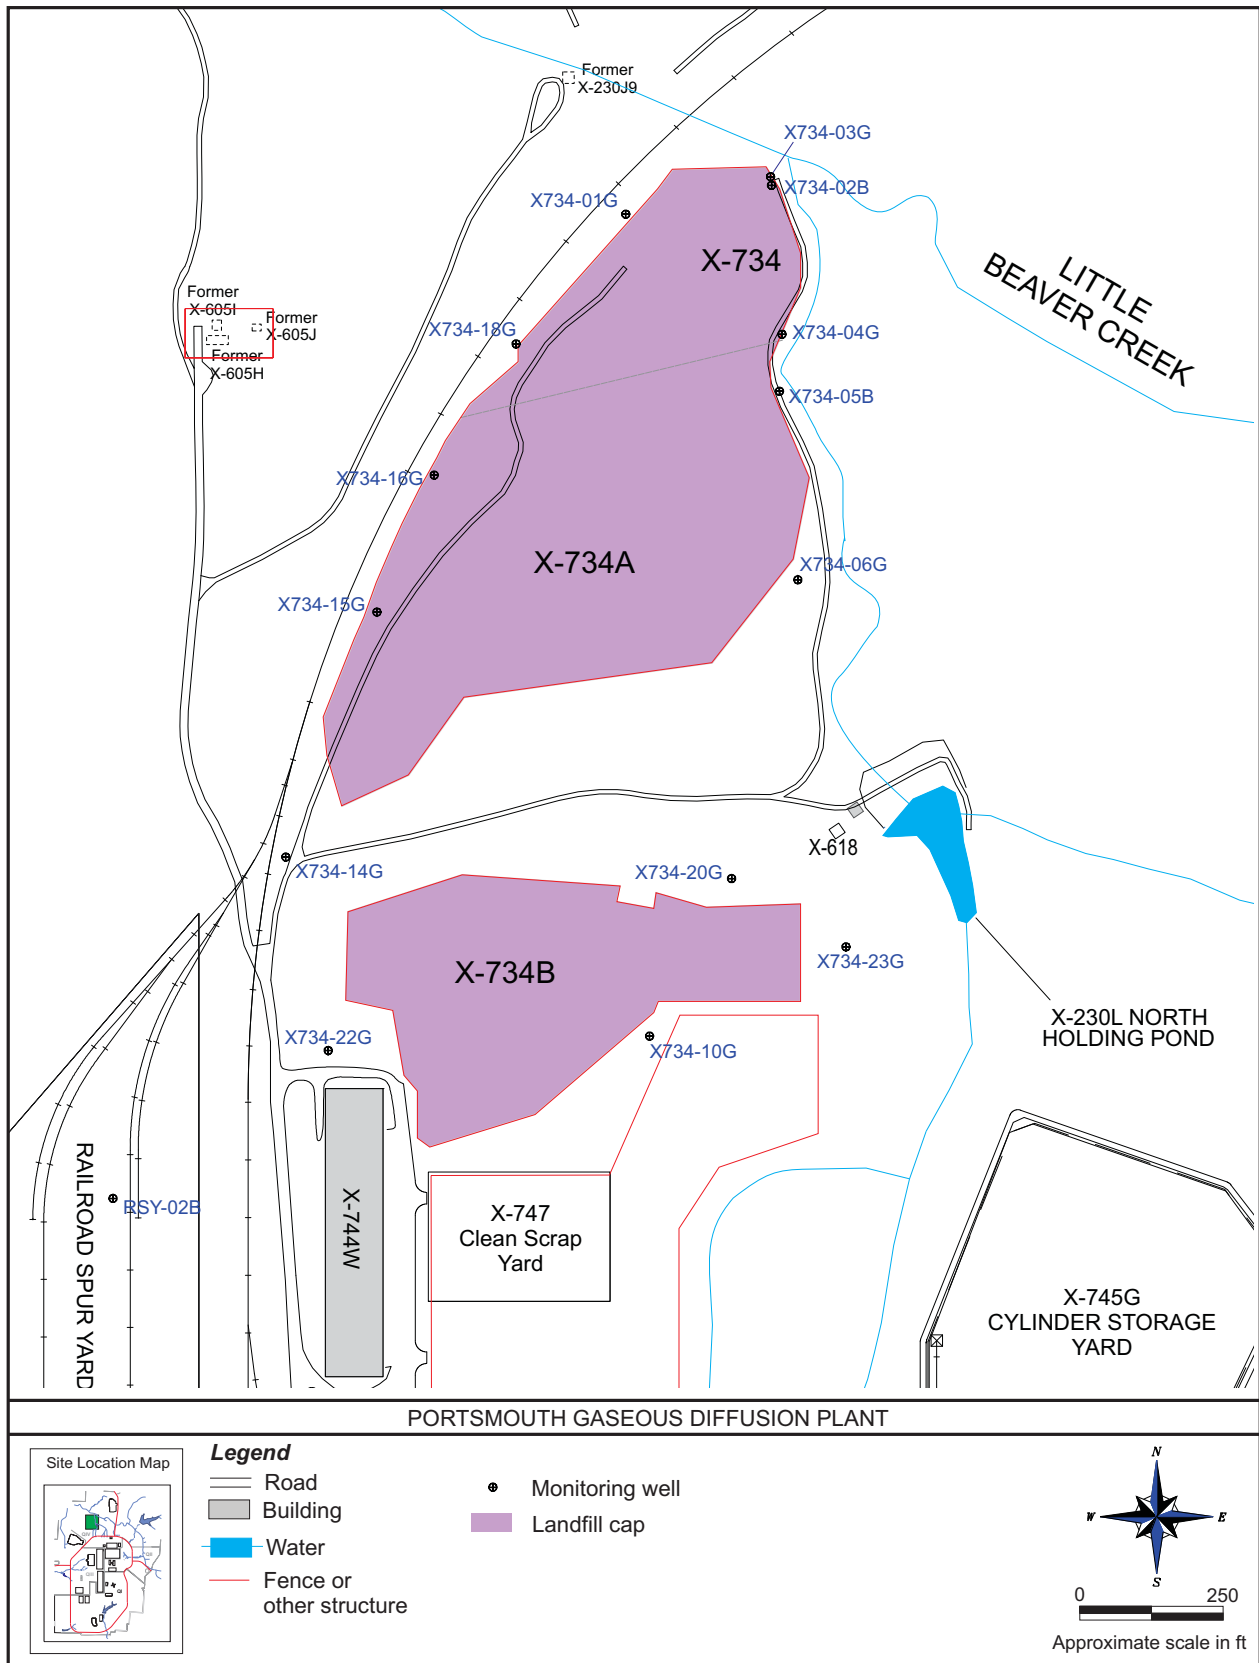 Former
X-230J9
X734-03G
X734-02B
X734-01G
X-734
LITTLE
BEAVER CREEK
Former
X-605I
Former
X-605J
Former
X-605H
X734-18G
X734-04G
X734-05B
X734-16G
X-734A
X734-06G
X734-15G
X-618
X734-14G
X734-20G
X-734B
X734-23G
X-230L NORTH
HOLDING POND
X734-22G
X734-10G
RAILROAD SPUR YARD
RSY-02B
X-744W
X-747
Clean Scrap
Yard
X-745G
CYLINDER STORAGE
YARD
PORTSMOUTH GASEOUS DIFFUSION PLANT
Site Location Map
Legend
Road
Building
Water
Fence or
other structure
Monitoring well
Landfill cap
N
W
E
S
0
250
Approximate scale in ft